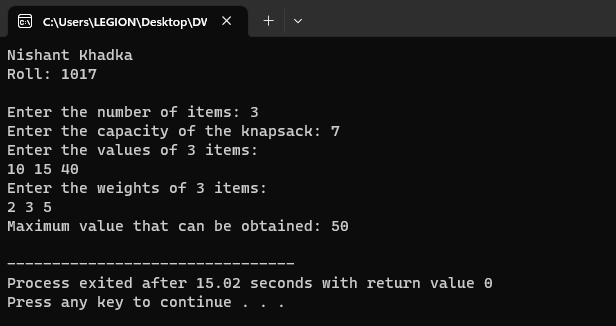 C:\Users\LEGION\Desktop\DV
Nishant Khadka
Roll: 1017
Enter the number of items: 3
Enter the capacity of the knapsack: 7
Enter the values of 3 items:
10 15 40
Enter the weights of 3 items:
2 3 5
Maximum value that can be obtained: 50
--------------------------------
Process exited after 15.02 seconds with return value 0
Press any key to continue . . .